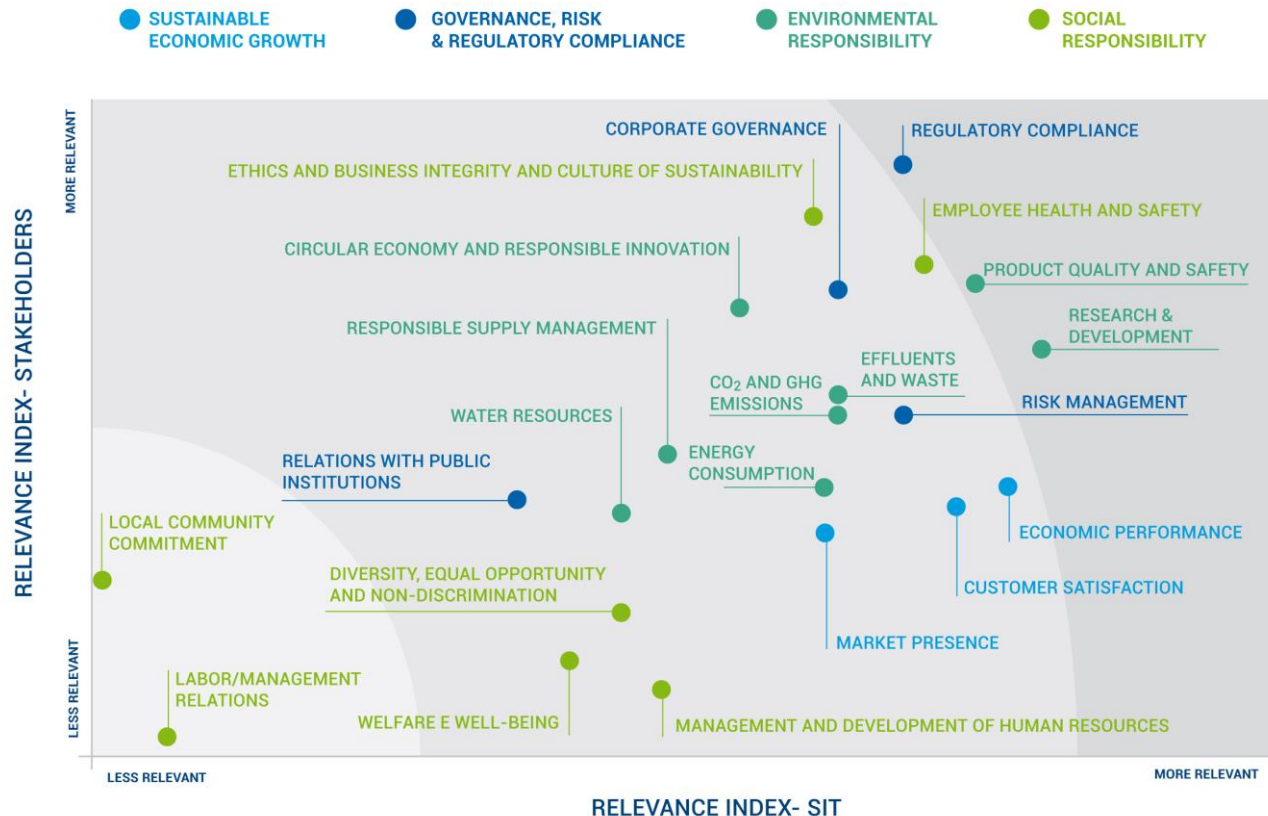 SUSTAINABLE
ECONOMIC GROWTH
GOVERNANCE, RISK
& REGULATORY COMPLIANCE
ENVIRONMENTAL
RESPONSIBILITY
SOCIAL
RESPONSIBILITY
RELEVANCE INDEX- STAKEHOLDERS
MORE RELEVANT
LESS RELEVANT
CORPORATE GOVERNANCE
REGULATORY COMPLIANCE
ETHICS AND BUSINESS INTEGRITY AND CULTURE OF SUSTAINABILITY
EMPLOYEE HEALTH AND SAFETY
CIRCULAR ECONOMY AND RESPONSIBLE INNOVATION
PRODUCT QUALITY AND SAFETY
RESPONSIBLE SUPPLY MANAGEMENT
RESEARCH &
DEVELOPMENT
EFFLUENTS
AND WASTE
CO₂ AND GHG
EMISSIONS
RISK MANAGEMENT
WATER RESOURCES
ENERGY
CONSUMPTION
RELATIONS WITH PUBLIC
INSTITUTIONS
LOCAL COMMUNITY
COMMITMENT
ECONOMIC PERFORMANCE
DIVERSITY, EQUAL OPPORTUNITY
AND NON-DISCRIMINATION
CUSTOMER SATISFACTION
MARKET PRESENCE
LABOR/MANAGEMENT
RELATIONS
WELFARE E WELL-BEING
MANAGEMENT AND DEVELOPMENT OF HUMAN RESOURCES
LESS RELEVANT
MORE RELEVANT
RELEVANCE INDEX- SIT